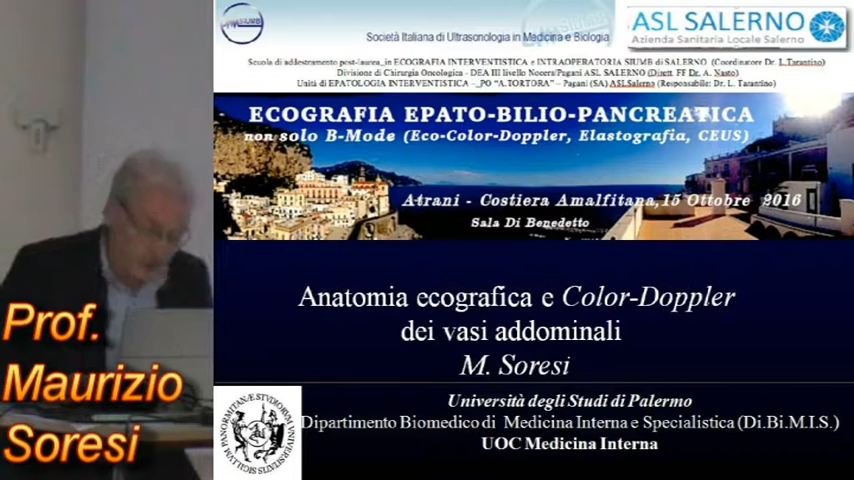 SIUMB
Società Italiana di Ultrasonologia in Medicina e Biologia
ASL SALERNO
Azienda Sanitaria Locale Salerno
Scuola di addestramento post-laurea_in ECOGRAFIA INTERVENTISTICA e INTRAOPERATORIA SIUMB di SALERNO (Coordinatore Dr. L.Tarantino)
Divisione di Chirurgia Oncologica - DEA III livello Nocera/Pagani ASL SALERNO (Dirett. FF Dr. A. Nasto)
Unità di EPATOLOGIA INTERVENTISTICA – _PO "A.TORTORA" – Pagani (SA) ASLSalerno (Responsabile: Dr. L. Tarantino)
ECOGRAFIA EPATO-BILIO-PANCREATICA
non solo B-Mode (Eco-Color-Doppler, Elastografia, CEUS)
Atrani - Costiera Amalfitana,15 Ottobre 2016
Sala Di Benedetto
Anatomia ecografica e Color-Doppler
dei vasi addominali
M. Soresi
Università degli Studi di Palermo
Dipartimento Biomedico di Medicina Interna e Specialistica (Di.Bi.M.I.S.)
UOC Medicina Interna
Prof.
Maurizio
Soresi